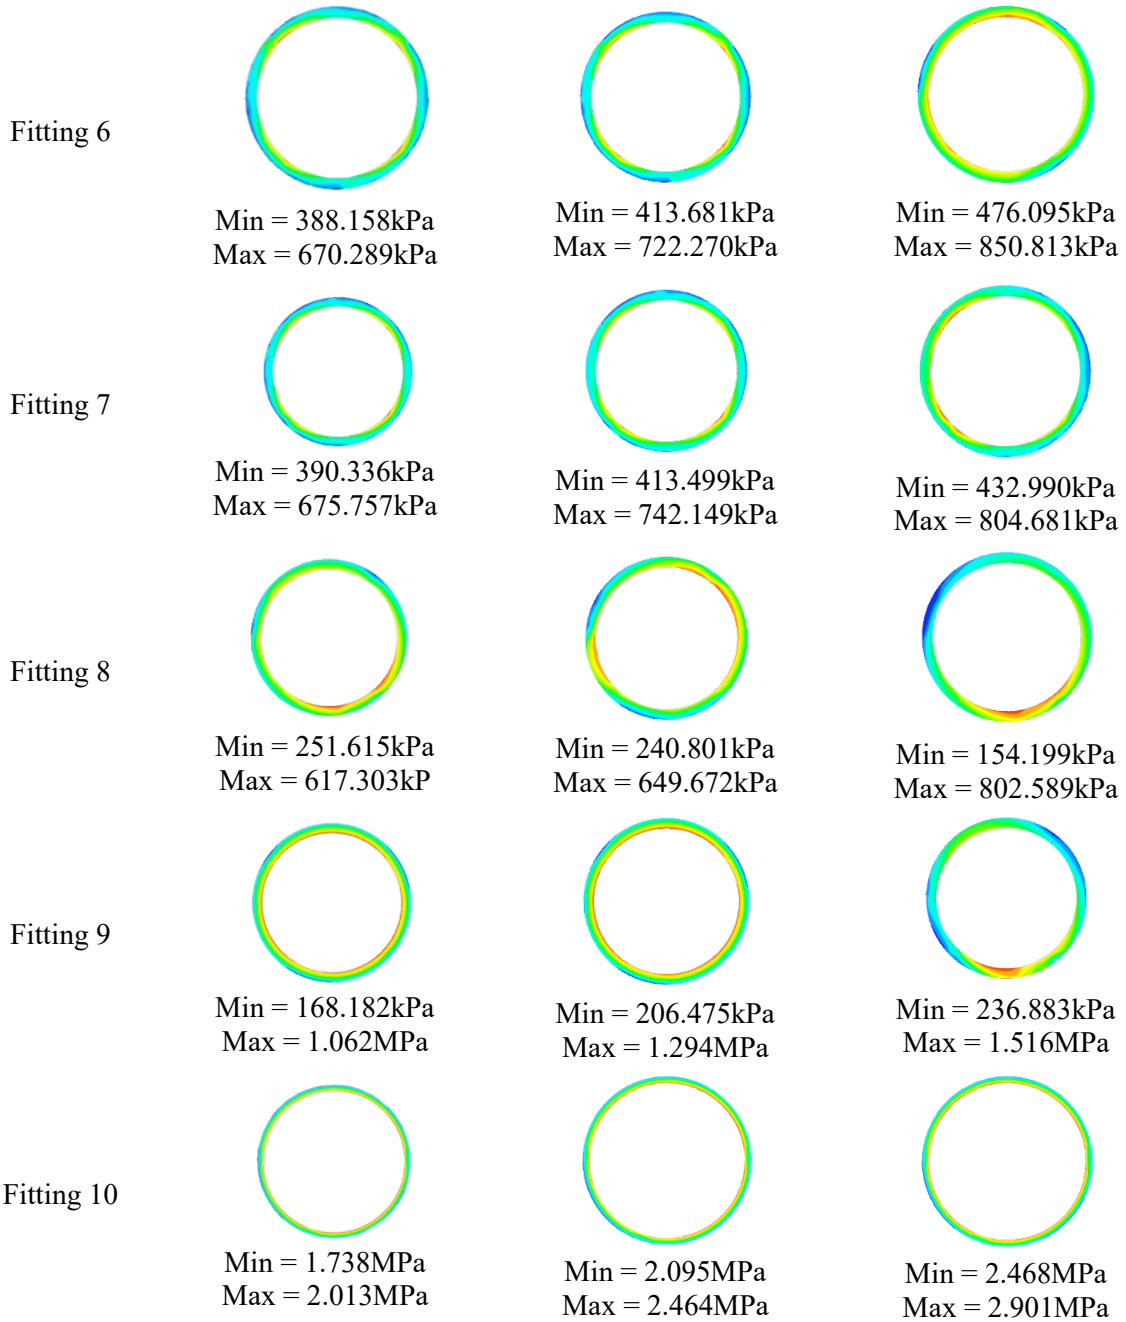 Fitting 6
Min = 388.158kPa
Max = 670.289kPa
Min = 413.681kPa
Max = 722.270kPa
Min = 476.095kPa
Max = 850.813kPa
Fitting 7
Min = 390.336kPa
Max = 675.757kPa
Min = 413.499kPa
Max = 742.149kPa
Min = 432.990kPa
Max = 804.681kPa
Fitting 8
Min = 251.615kPa
Max = 617.303kP
Min = 240.801kPa
Max = 649.672kPa
Min = 154.199kPa
Max = 802.589kPa
Fitting 9
Min = 168.182kPa
Max = 1.062MPa
Min = 206.475kPa
Max = 1.294MPa
Min = 236.883kPa
Max = 1.516MPa
Fitting 10
Min = 1.738MPa
Max = 2.013MPa
Min = 2.095MPa
Max = 2.464MPa
Min = 2.468MPa
Max = 2.901MPa